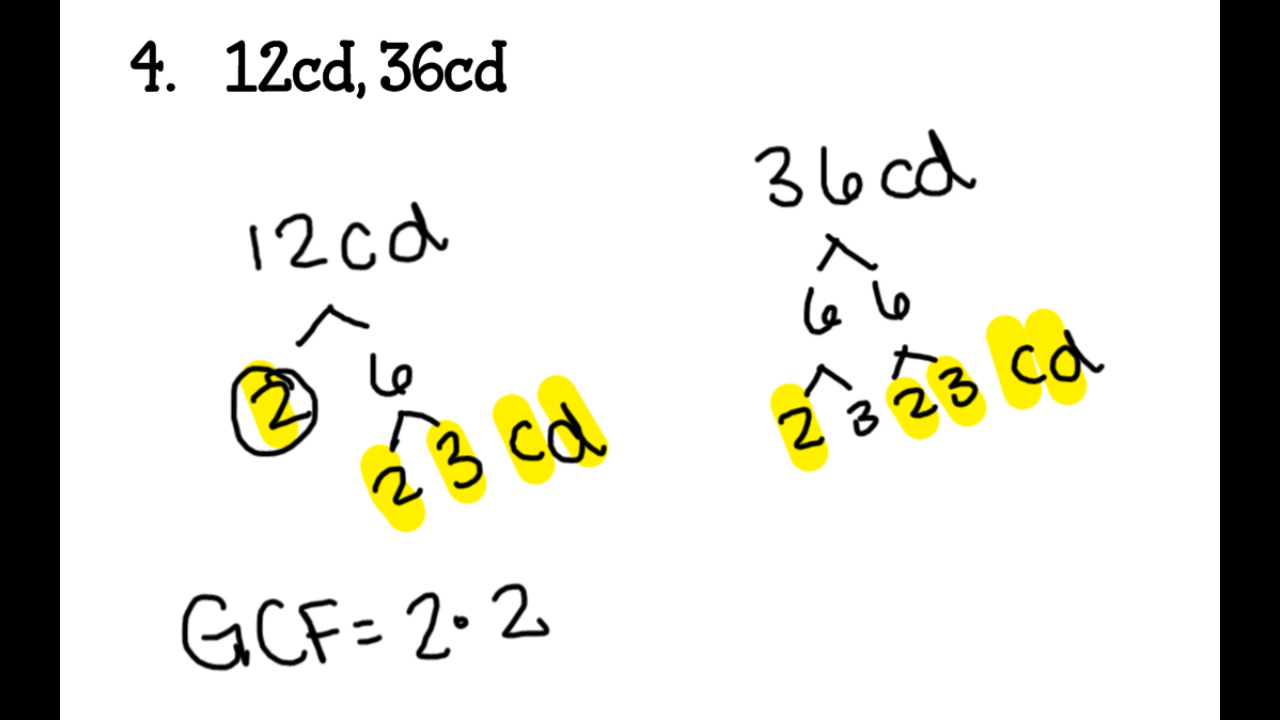 4. 12cd, 36cd
36cd
12cd
6 6
2 6
2 3 2 3 cd
2 3 cd
GCF = 2 · 2